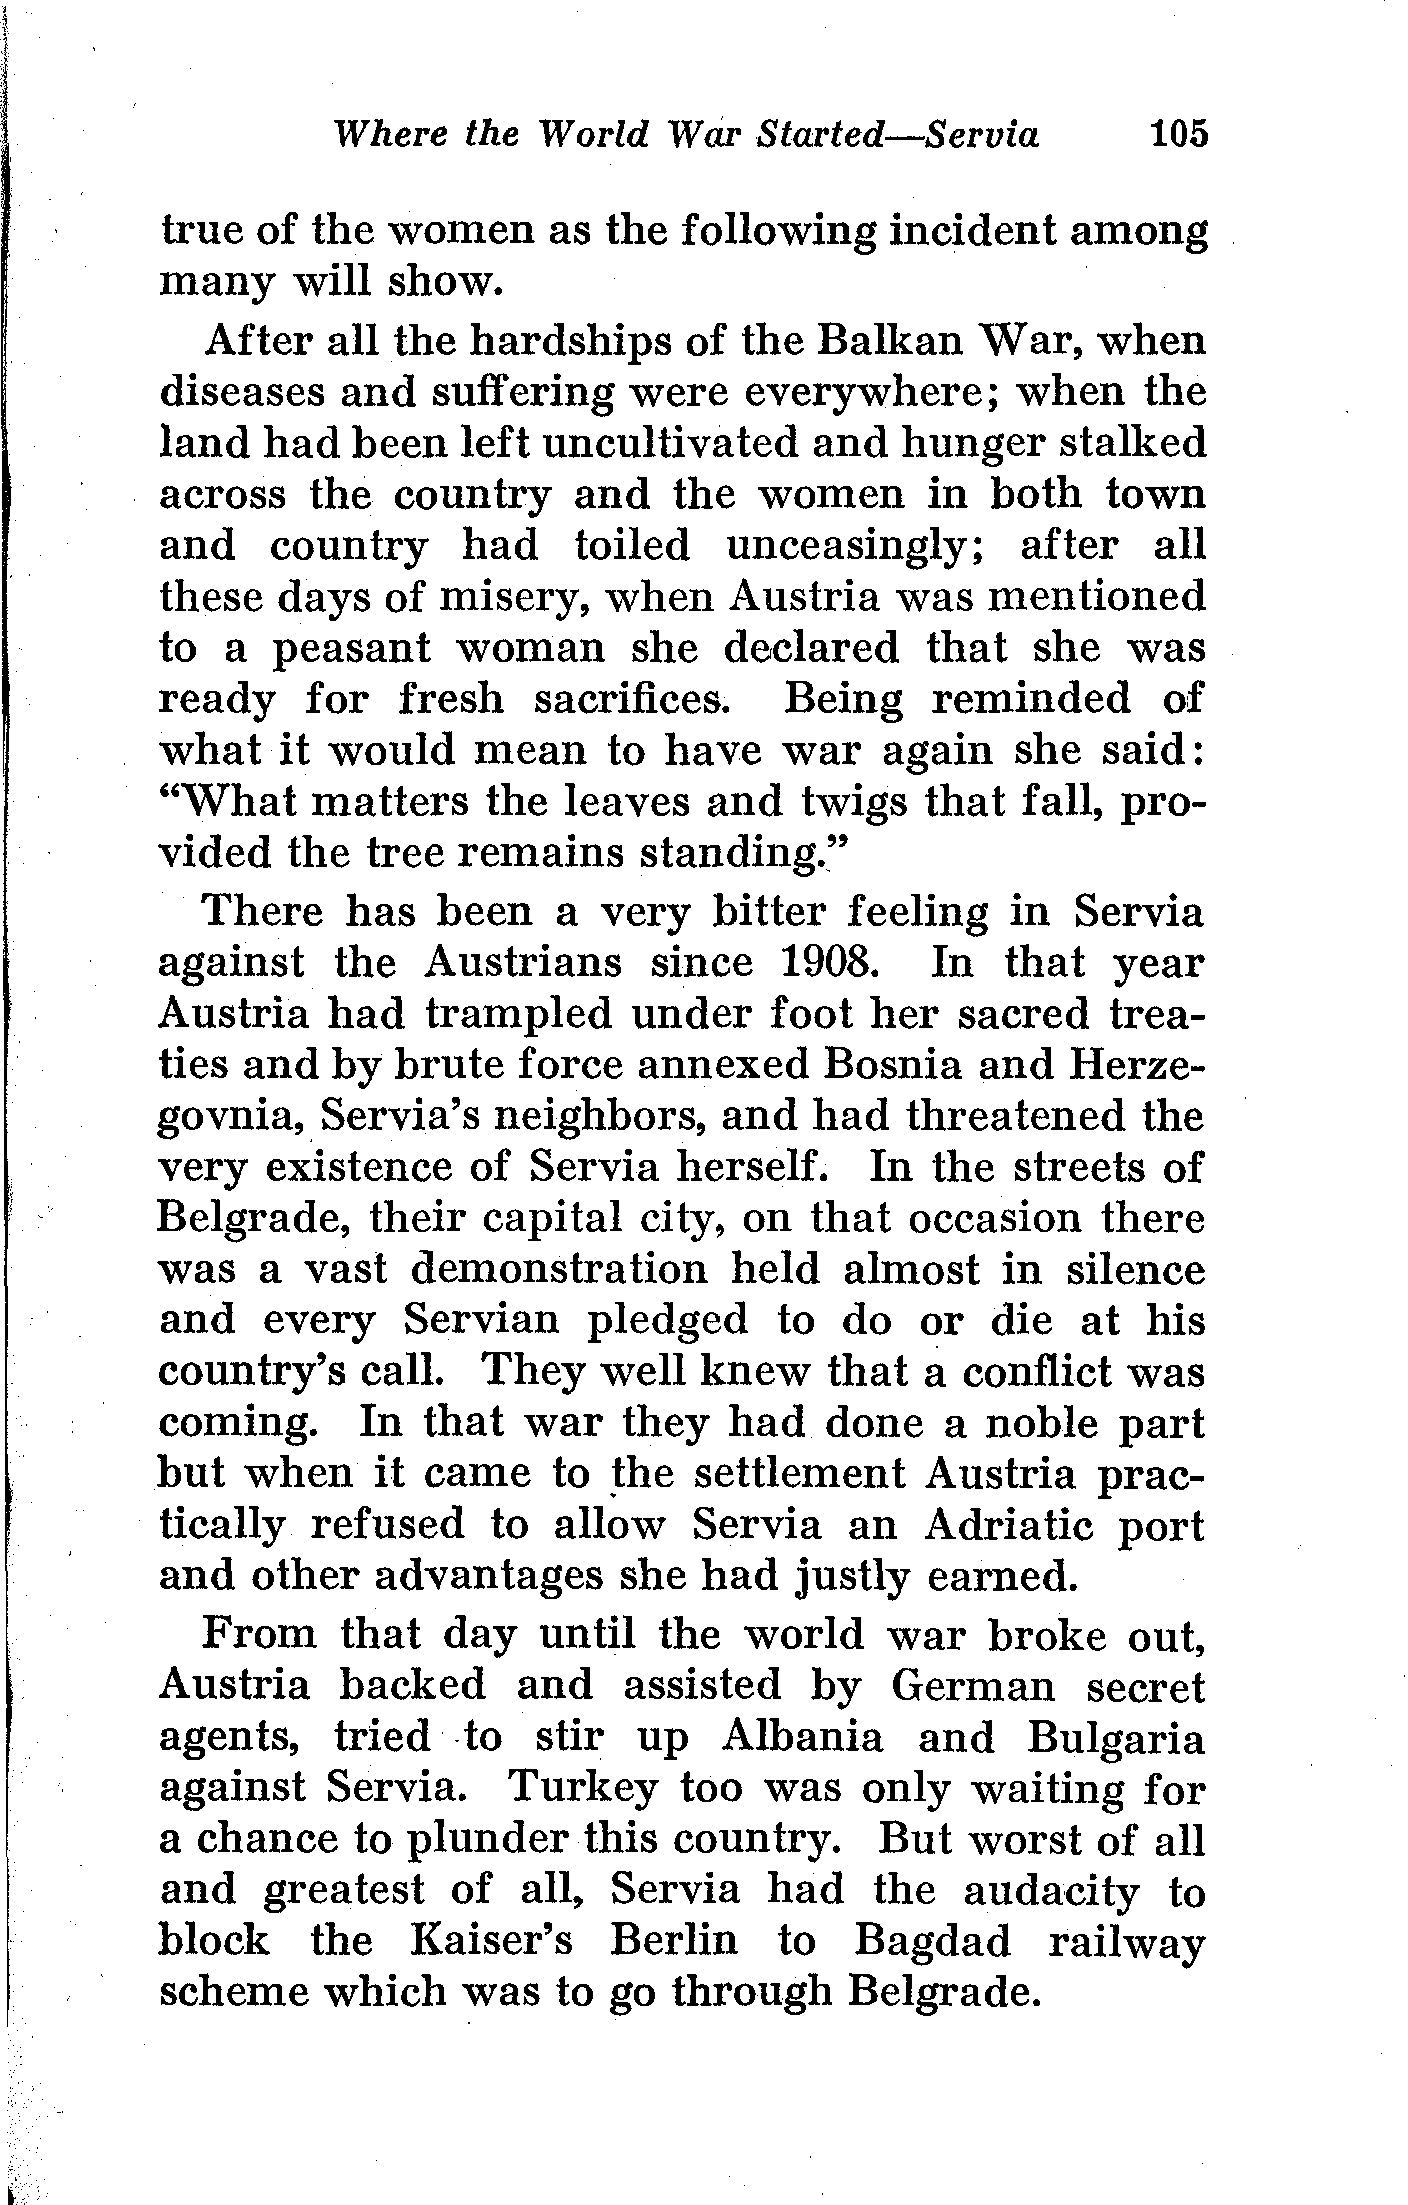 Where the World War Started—Servia 105
true of the women as the following incident among
many will show.
After all the hardships of the Balkan War, when
diseases and suffering were everywhere; when the
land had been left uncultivated and hunger stalked
across the country and the women in both town
and country had toiled unceasingly; after all
these days of misery, when Austria was mentioned
to a peasant woman she declared that she was
ready for fresh sacrifices. Being reminded of
what it would mean to have war again she said:
“What matters the leaves and twigs that fall, pro-
vided the tree remains standing.”
There has been a very bitter feeling in Servia
against the Austrians since 1908. In that year
Austria had trampled under foot her sacred trea-
ties and by brute force annexed Bosnia and Herze-
govnia, Servia’s neighbors, and had threatened the
very existence of Servia herself. In the streets of
Belgrade, their capital city, on that occasion there
was a vast demonstration held almost in silence
and every Servian pledged to do or die at his
country’s call. They well knew that a conflict was
coming. In that war they had done a noble part
but when it came to the settlement Austria prac-
tically refused to allow Servia an Adriatic port
and other advantages she had justly earned.
From that day until the world war broke out,
Austria backed and assisted by German secret
agents, tried to stir up Albania and Bulgaria
against Servia. Turkey too was only waiting for
a chance to plunder this country. But worst of all
and greatest of all, Servia had the audacity to
block the Kaiser’s Berlin to Bagdad railway
scheme which was to go through Belgrade.